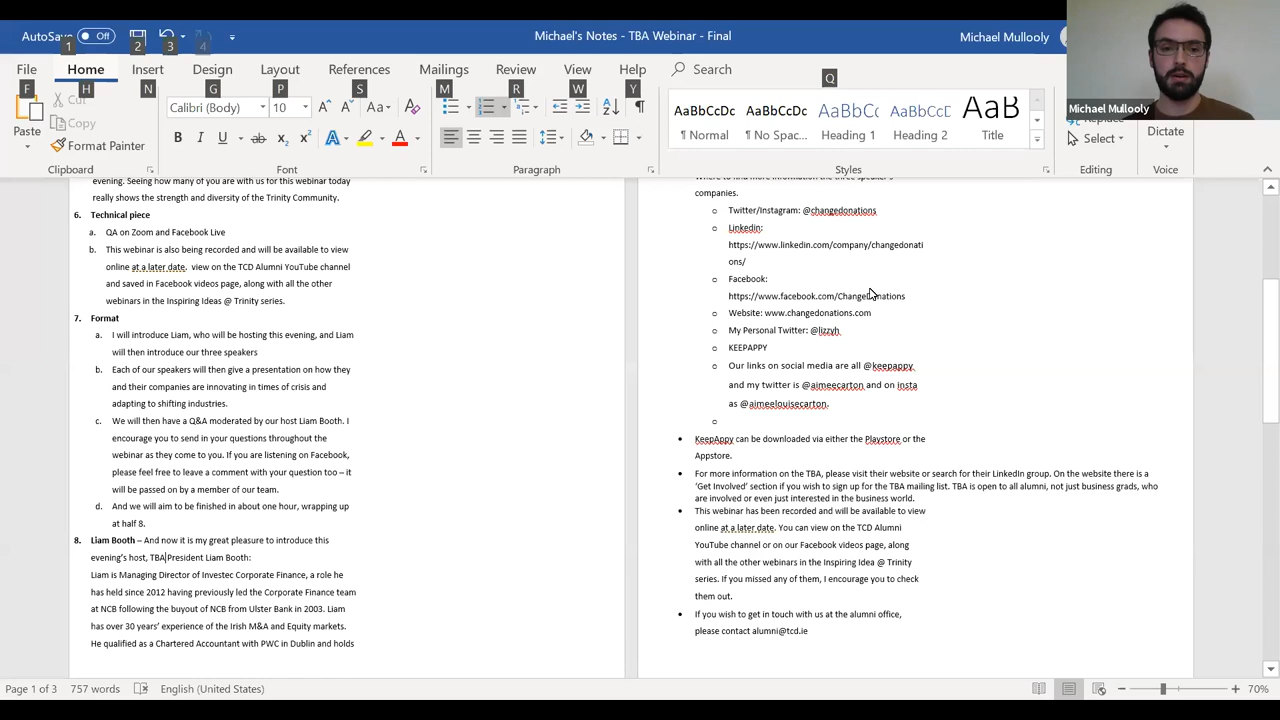 AutoSave Off
Michael's Notes - TBA Webinar - Final
Michael Mullooly
1 2 3 4
File Home Insert Design Layout References Mailings Review View Help Search
F H N G P S M R W Y Q
Paste
Cut
Copy
Format Painter
Clipboard
Calibri (Body) 10
Font
Paragraph
AaBbCcDc AaBbCcDc AaBbCc AaBbCcD AaB
¶ Normal ¶ No Spac... Heading 1 Heading 2 Title
Styles
Replace
Select
Editing
Dictate
Voice
Michael Mullooly
evening. Seeing how many of you are with us for this webinar today
really shows the strength and diversity of the Trinity Community.
6. Technical piece
a. QA on Zoom and Facebook Live
b. This webinar is also being recorded and will be available to view
online at a later date. view on the TCD Alumni YouTube channel
and saved in Facebook videos page, along with all the other
webinars in the Inspiring Ideas @ Trinity series.
7. Format
a. I will introduce Liam, who will be hosting this evening, and Liam
will then introduce our three speakers
b. Each of our speakers will then give a presentation on how they
and their companies are innovating in times of crisis and
adapting to shifting industries.
c. We will then have a Q&A moderated by our host Liam Booth. I
encourage you to send in your questions throughout the
webinar as they come to you. If you are listening on Facebook,
please feel free to leave a comment with your question too – it
will be passed on by a member of our team.
d. And we will aim to be finished in about one hour, wrapping up
at half 8.
8. Liam Booth – And now it is my great pleasure to introduce this
evening's host, TBA President Liam Booth:
Liam is Managing Director of Investec Corporate Finance, a role he
has held since 2012 having previously led the Corporate Finance team
at NCB following the buyout of NCB from Ulster Bank in 2003. Liam
has over 30 years' experience of the Irish M&A and Equity markets.
He qualified as a Chartered Accountant with PWC in Dublin and holds
Where to find more information the three speaker's
companies.
Twitter/Instagram: @changedonations
Linkedin:
https://www.linkedin.com/company/changedonati
ons/
Facebook:
https://www.facebook.com/ChangeDonations
Website: www.changedonations.com
My Personal Twitter: @lizzyh
KEEPAPPY
Our links on social media are all @keepappy
and my twitter is @aimeecarton and on insta
as @aimeelouisecarton.
KeepAppy can be downloaded via either the Playstore or the
Appstore.
For more information on the TBA, please visit their website or search for their LinkedIn group. On the website there is a
'Get Involved' section if you wish to sign up for the TBA mailing list. TBA is open to all alumni, not just business grads, who
are involved or even just interested in the business world.
This webinar has been recorded and will be available to view
online at a later date. You can view on the TCD Alumni
YouTube channel or on our Facebook videos page, along
with all the other webinars in the Inspiring Idea @ Trinity
series. If you missed any of them, I encourage you to check
them out.
If you wish to get in touch with us at the alumni office,
please contact alumni@tcd.ie
Page 1 of 3 757 words English (United States) 70%